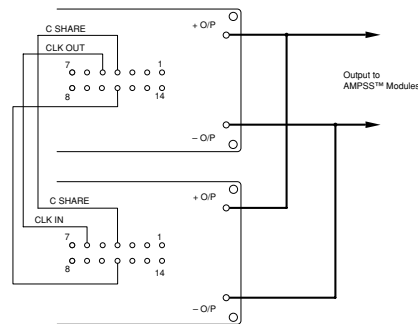 C SHARE
+ O/P
CLK OUT
7 1
8 14
Output to
AMPSS™ Modules
– O/P
C SHARE
+ O/P
CLK IN
7 1
8 14
– O/P